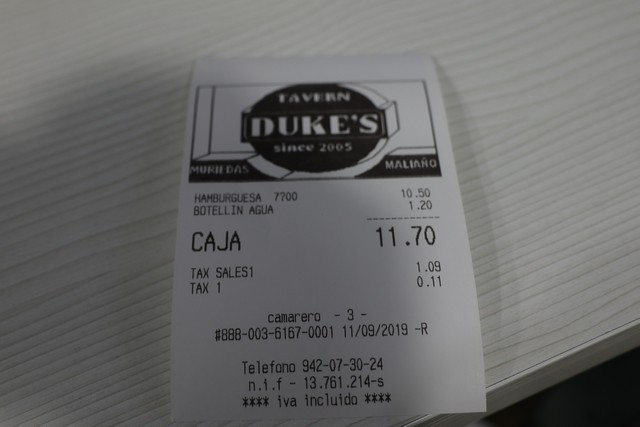 TAVERN
DUKE'S
since 2005
MURIEDAS MALIAÑO
HAMBURGUESA 7700 10.50
BOTELLIN AGUA 1.20
CAJA 11.70
TAX SALES1 1.09
TAX 1 0.11
camarero - 3 -
#888-003-6167-0001 11/09/2019 -R
Telefono 942-07-30-24
n.i.f - 13.761.214-s
**** iva incluido ****